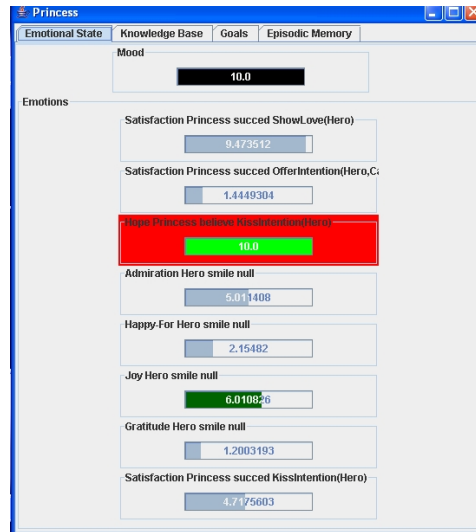 Princess
Emotional State Knowledge Base Goals Episodic Memory
Mood
10.0
Emotions
Satisfaction Princess succed ShowLove(Hero)
9.473512
Satisfaction Princess succed OfferIntention(Hero,Ca
1.4449304
Hope Princess believe KissIntention(Hero)
10.0
Admiration Hero smile null
5.011408
Happy-For Hero smile null
2.15482
Joy Hero smile null
6.010826
Gratitude Hero smile null
1.2003193
Satisfaction Princess succed KissIntention(Hero)
4.7175603